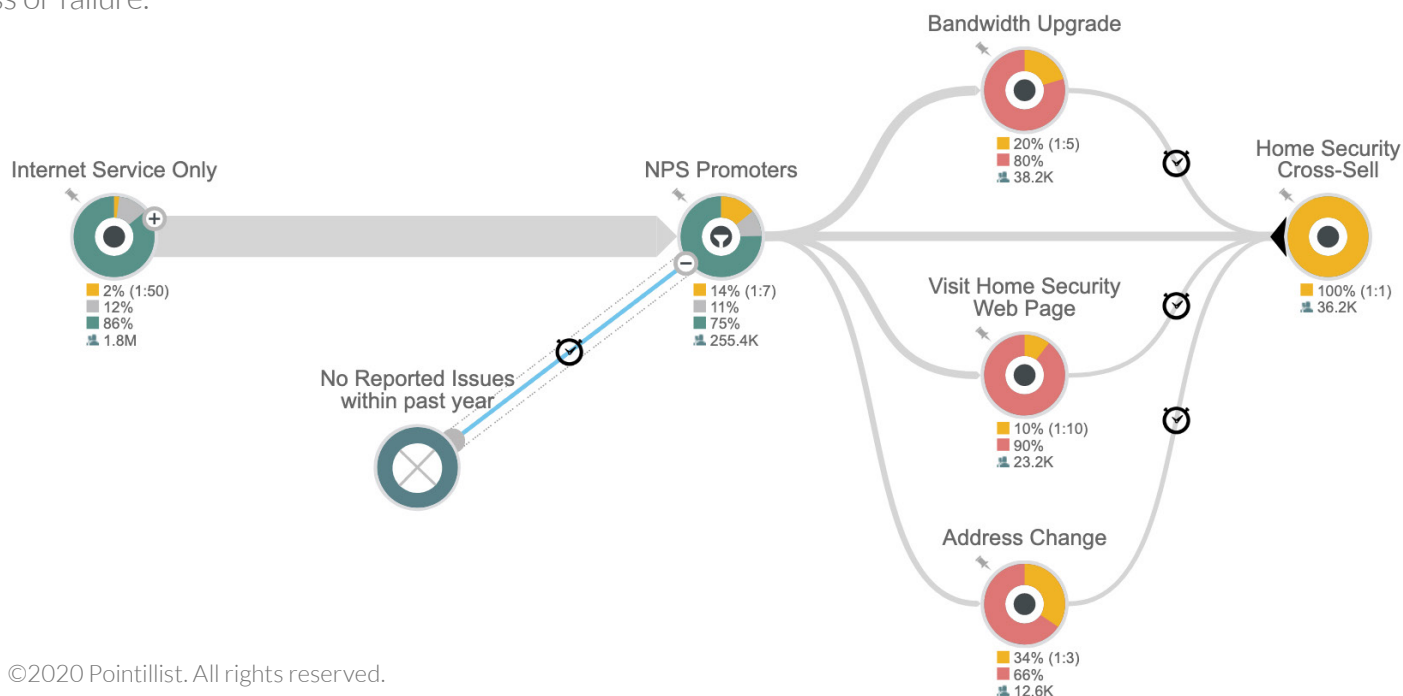 ss or failure.
Bandwidth Upgrade
20% (1:5)
80%
38.2K
Internet Service Only
2% (1:50)
12%
86%
1.8M
NPS Promoters
14% (1:7)
11%
75%
255.4K
Home Security
Cross-Sell
100% (1:1)
36.2K
Visit Home Security
Web Page
10% (1:10)
90%
23.2K
No Reported Issues
within past year
Address Change
34% (1:3)
66%
12.6K
©2020 Pointillist. All rights reserved.